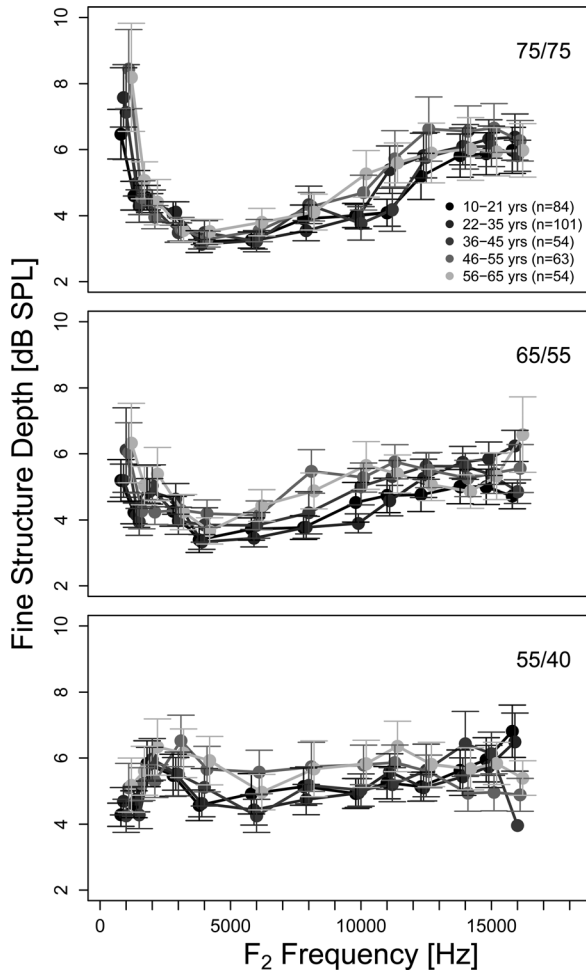 10
75/75
8
6
4
2
10−21 yrs (n=84)
22−35 yrs (n=101)
36−45 yrs (n=54)
46−55 yrs (n=63)
56−65 yrs (n=54)
Fine Structure Depth [dB SPL]
10
65/55
8
6
4
2
10
55/40
8
6
4
2
0 5000 10000 15000
F2 Frequency [Hz]